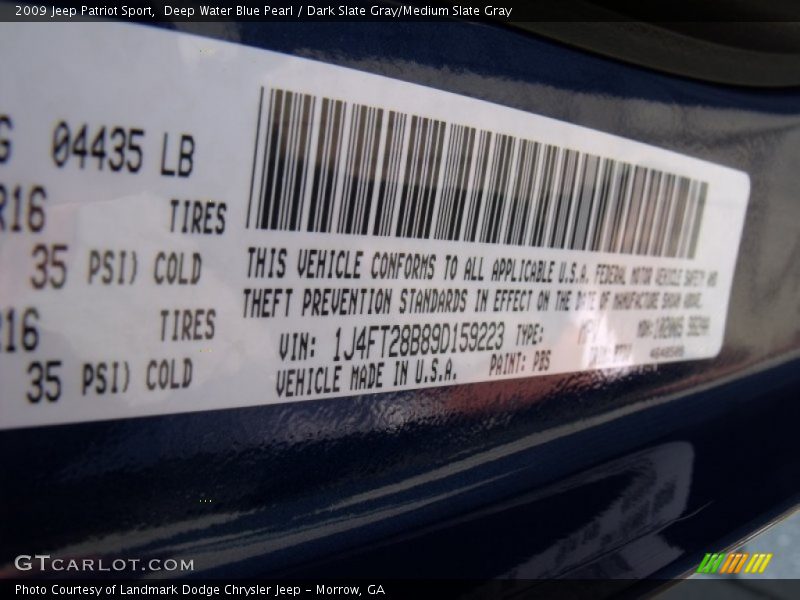 2009 Jeep Patriot Sport, Deep Water Blue Pearl / Dark Slate Gray/Medium Slate Gray
G 04435 LB
R16 TIRES
35 PSI) COLD
R16 TIRES
35 PSI) COLD
THIS VEHICLE CONFORMS TO ALL APPLICABLE U.S.A. FEDERAL MOTOR VEHICLE SAFETY AND
THEFT PREVENTION STANDARDS IN EFFECT ON THE DATE OF MANUFACTURE SHOWN ABOVE.
VIN: 1J4FT28B89D159223 TYPE: MDH:
VEHICLE MADE IN U.S.A. PAINT: PBS
GTCARLOT.COM
Photo Courtesy of Landmark Dodge Chrysler Jeep - Morrow, GA